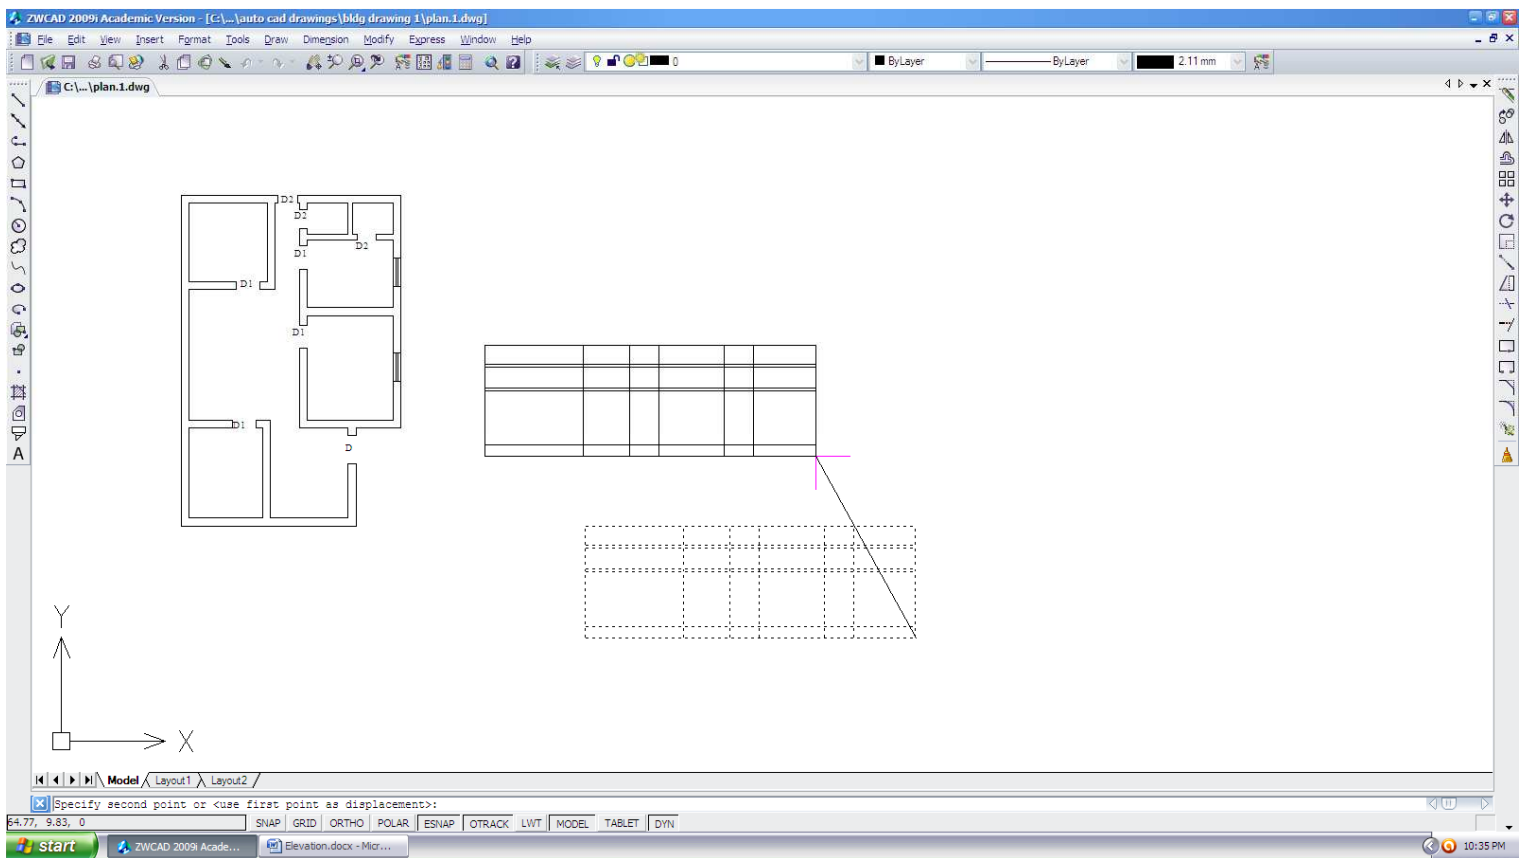 ZWCAD 2009i Academic Version - [C:\...\auto cad drawings\bldg drawing 1\plan.1.dwg]
File Edit View Insert Format Tools Draw Dimension Modify Express Window Help
0 ByLayer ByLayer 2.11 mm
C:\...\plan.1.dwg
A
D2
D2
D2
D1
D1
D1
D1
D
Y
X
Model Layout1 Layout2
Specify second point or <use first point as displacement>:
64.77, 9.83, 0 SNAP GRID ORTHO POLAR ESNAP OTRACK LWT MODEL TABLET DYN
start ZWCAD 2009i Acade... Elevation.docx - Micr... 10:35 PM